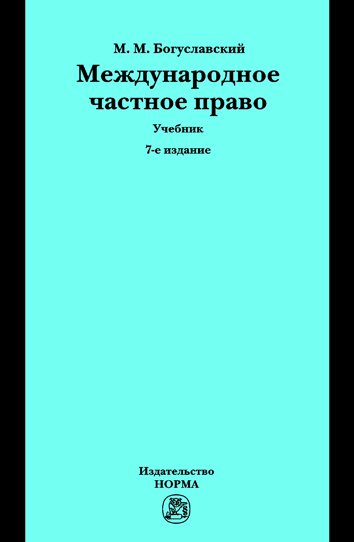 М. М. Богуславский
Международное
частное право
Учебник
7-е издание
Издательство
НОРМА